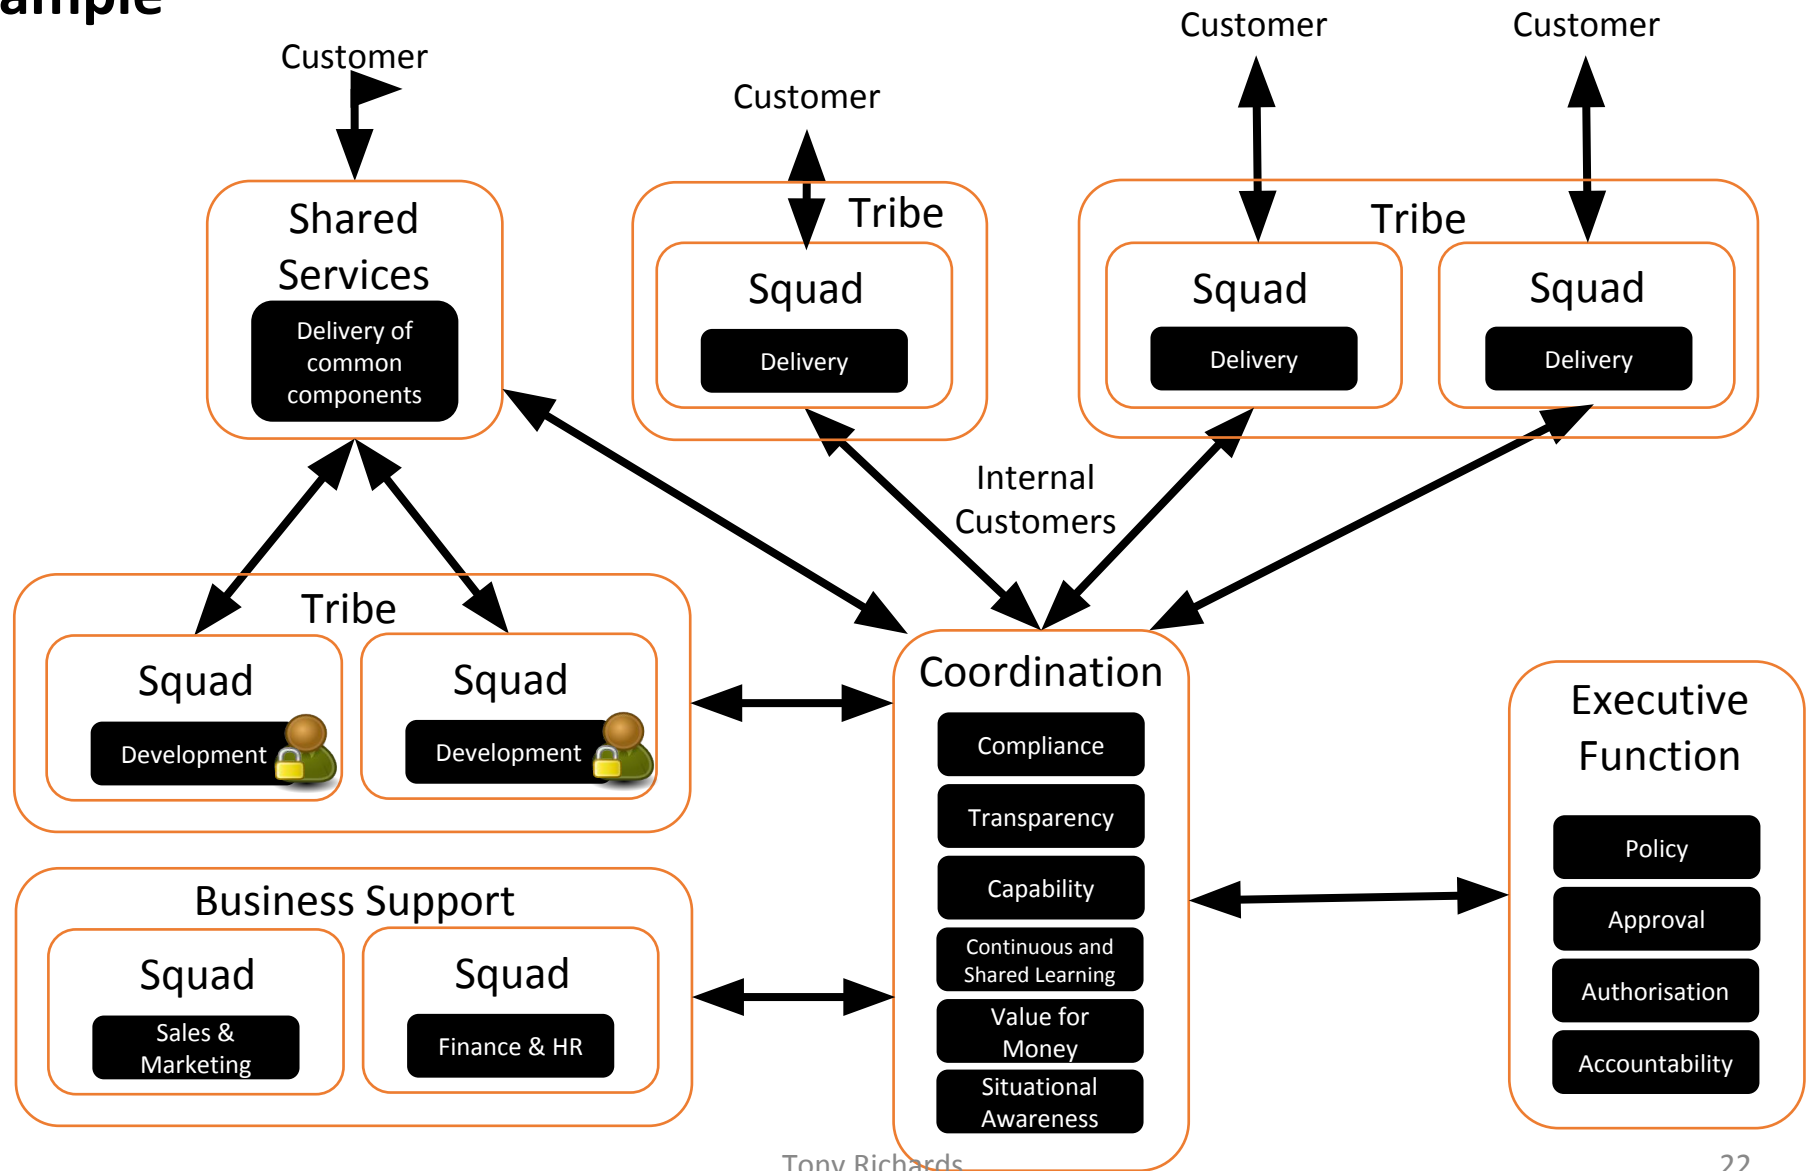 Customer
Customer
Customer
Customer
Shared
Services
Delivery of
common
components
Tribe
Squad
Delivery
Tribe
Squad
Delivery
Squad
Delivery
Internal
Customers
Tribe
Squad
Development
Squad
Development
Business Support
Squad
Sales &
Marketing
Squad
Finance & HR
Coordination
Compliance
Transparency
Capability
Continuous and
Shared Learning
Value for
Money
Situational
Awareness
Executive
Function
Policy
Approval
Authorisation
Accountability
Tony Richards
22